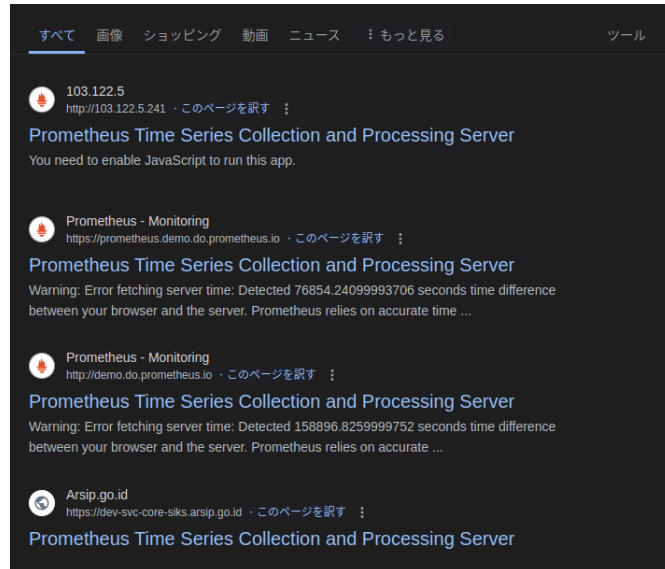 すべて 画像 ショッピング 動画 ニュース もっと見る ツール
103.122.5
http://103.122.5.241 · このページを訳す
Prometheus Time Series Collection and Processing Server
You need to enable JavaScript to run this app.
Prometheus - Monitoring
https://prometheus.demo.do.prometheus.io · このページを訳す
Prometheus Time Series Collection and Processing Server
Warning: Error fetching server time: Detected 76854.24099993706 seconds time difference
between your browser and the server. Prometheus relies on accurate time ...
Prometheus - Monitoring
http://demo.do.prometheus.io · このページを訳す
Prometheus Time Series Collection and Processing Server
Warning: Error fetching server time: Detected 158896.8259999752 seconds time difference
between your browser and the server. Prometheus relies on accurate ...
Arsip.go.id
https://dev-svc-core-siks.arsip.go.id · このページを訳す
Prometheus Time Series Collection and Processing Server